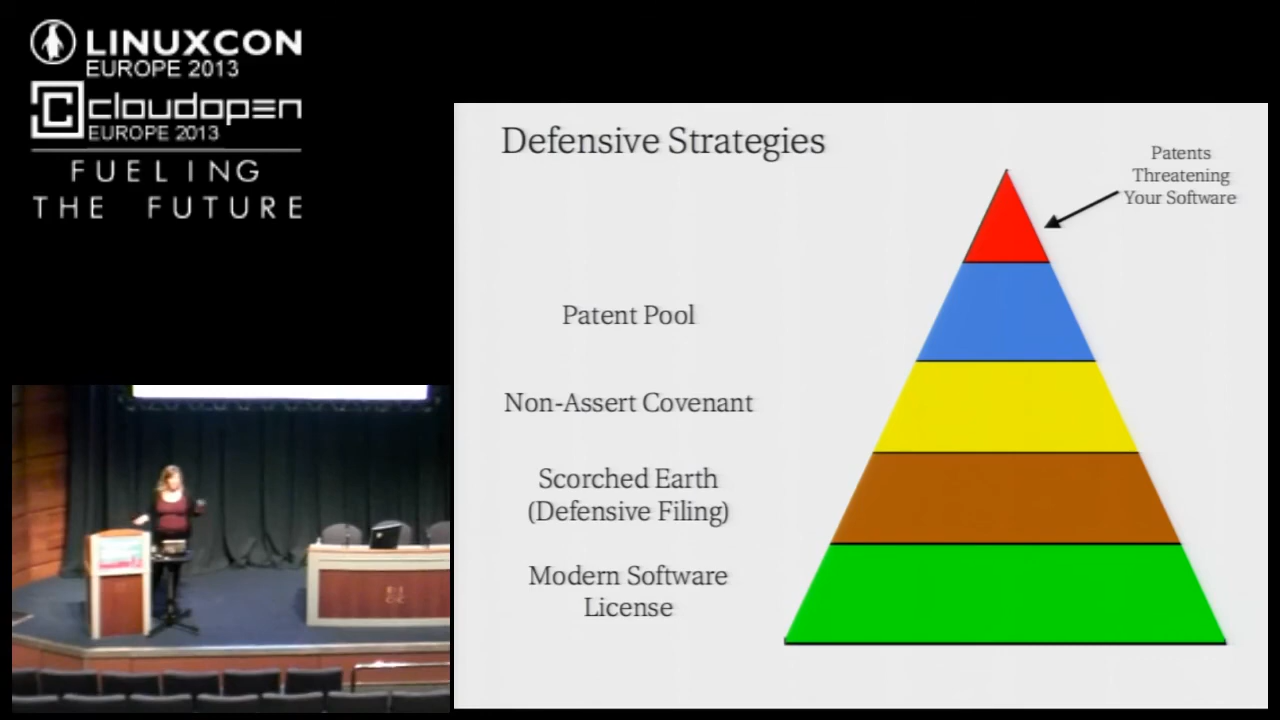 LINUXCON
EUROPE 2013
cloudopen
EUROPE 2013
FUELING
THE FUTURE
Defensive Strategies
Patents
Threatening
Your Software
Patent Pool
Non-Assert Covenant
Scorched Earth
(Defensive Filing)
Modern Software
License